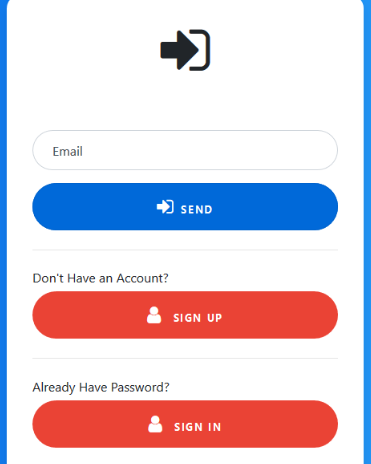 Email
SEND
Don't Have an Account?
SIGN UP
Already Have Password?
SIGN IN